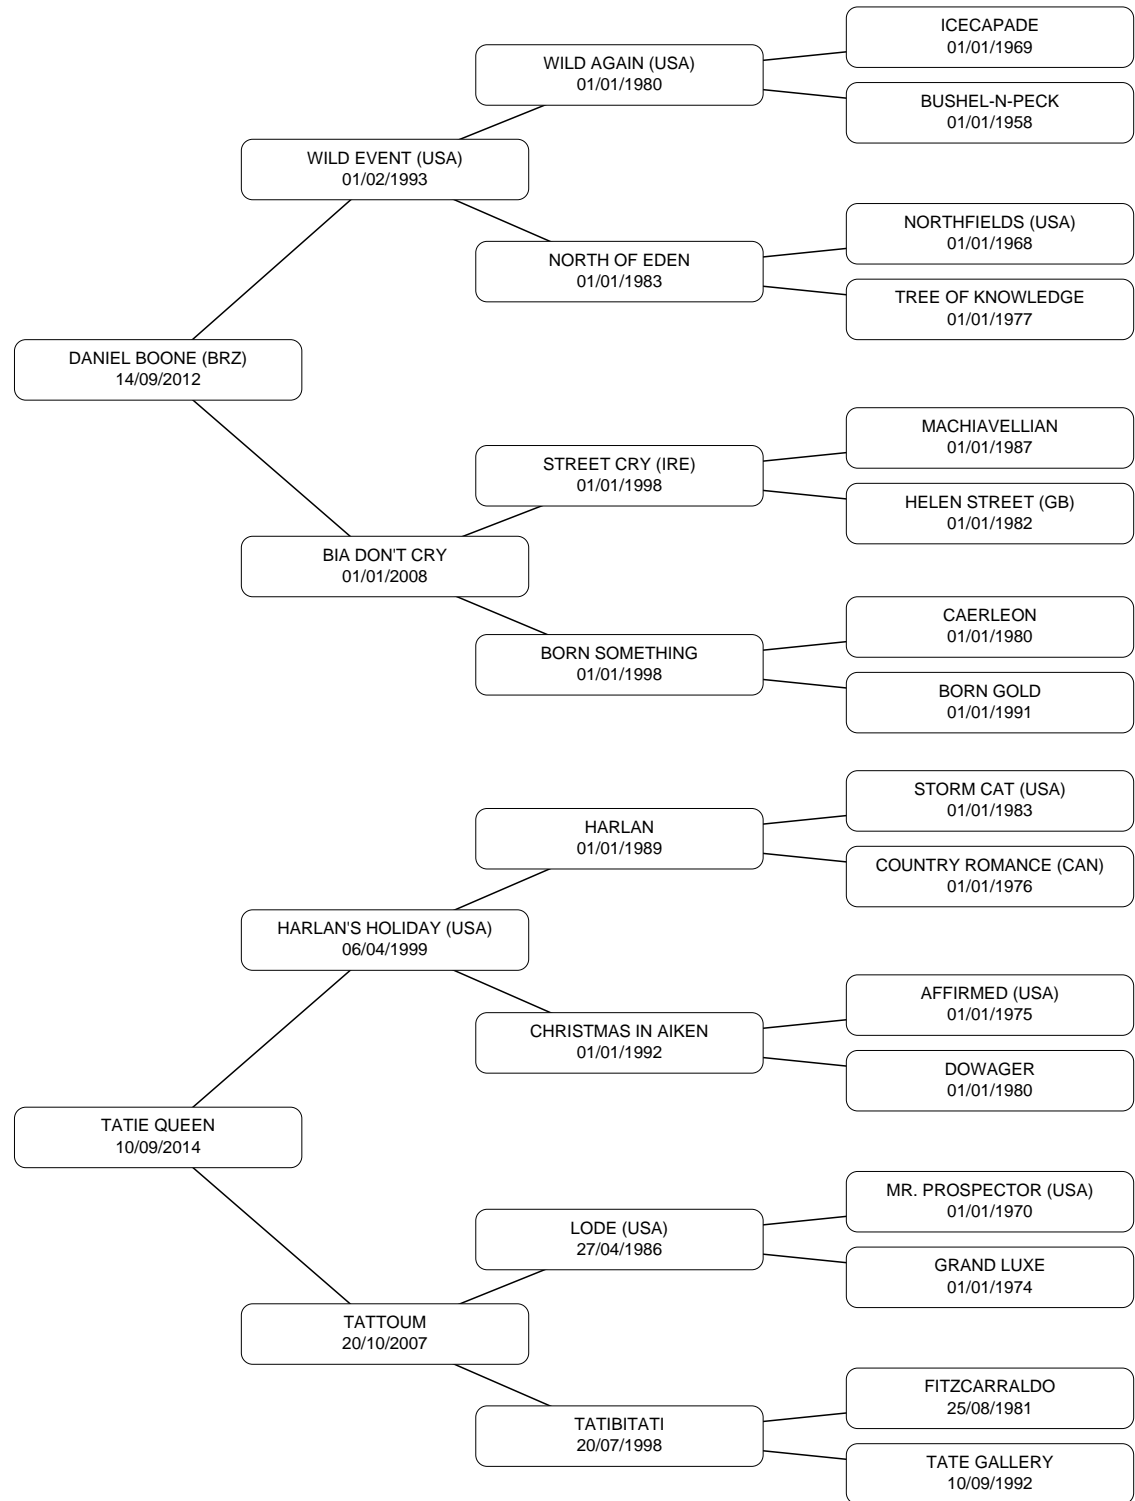 ICECAPADE
01/01/1969
WILD AGAIN (USA)
01/01/1980
BUSHEL-N-PECK
01/01/1958
WILD EVENT (USA)
01/02/1993
NORTHFIELDS (USA)
01/01/1968
NORTH OF EDEN
01/01/1983
TREE OF KNOWLEDGE
01/01/1977
DANIEL BOONE (BRZ)
14/09/2012
MACHIAVELLIAN
01/01/1987
STREET CRY (IRE)
01/01/1998
HELEN STREET (GB)
01/01/1982
BIA DON'T CRY
01/01/2008
CAERLEON
01/01/1980
BORN SOMETHING
01/01/1998
BORN GOLD
01/01/1991
STORM CAT (USA)
01/01/1983
HARLAN
01/01/1989
COUNTRY ROMANCE (CAN)
01/01/1976
HARLAN'S HOLIDAY (USA)
06/04/1999
AFFIRMED (USA)
01/01/1975
CHRISTMAS IN AIKEN
01/01/1992
DOWAGER
01/01/1980
TATIE QUEEN
10/09/2014
MR. PROSPECTOR (USA)
01/01/1970
LODE (USA)
27/04/1986
GRAND LUXE
01/01/1974
TATTOUM
20/10/2007
FITZCARRALDO
25/08/1981
TATIBITATI
20/07/1998
TATE GALLERY
10/09/1992